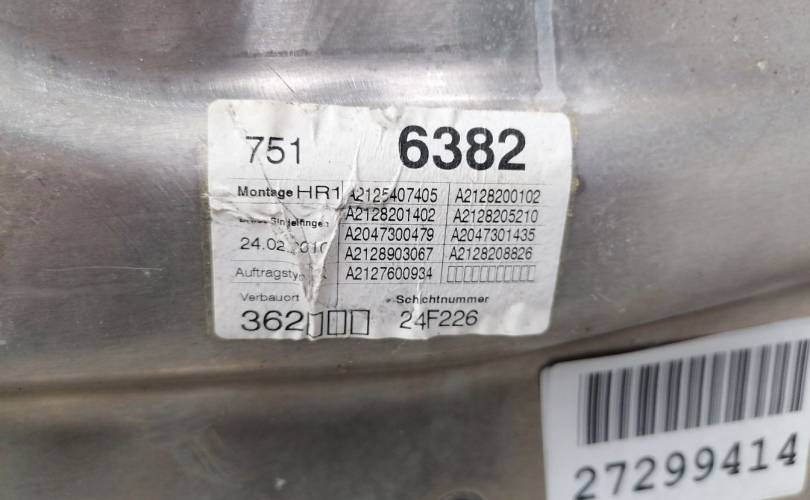 751 6382
Montage HR1 A2125407405 A2128200102
A2128201402 A2128205210
24.02 A2047300479 A2047301435
A2128903067 A2128208826
A2127600934
Verbauort Schichtnummer
362 24F226
27299414